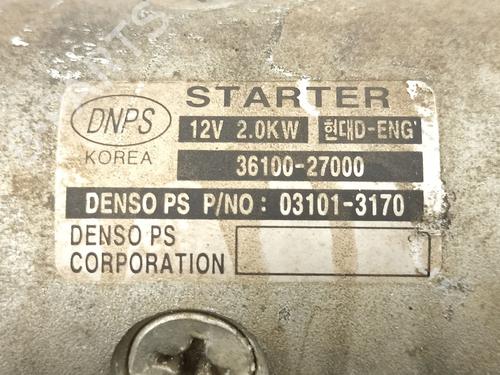 STARTER
DNPS
KOREA
12V 2.0KW 현대D-ENG'
36100-27000
DENSO PS P/NO: 03101-3170
DENSO PS
CORPORATION